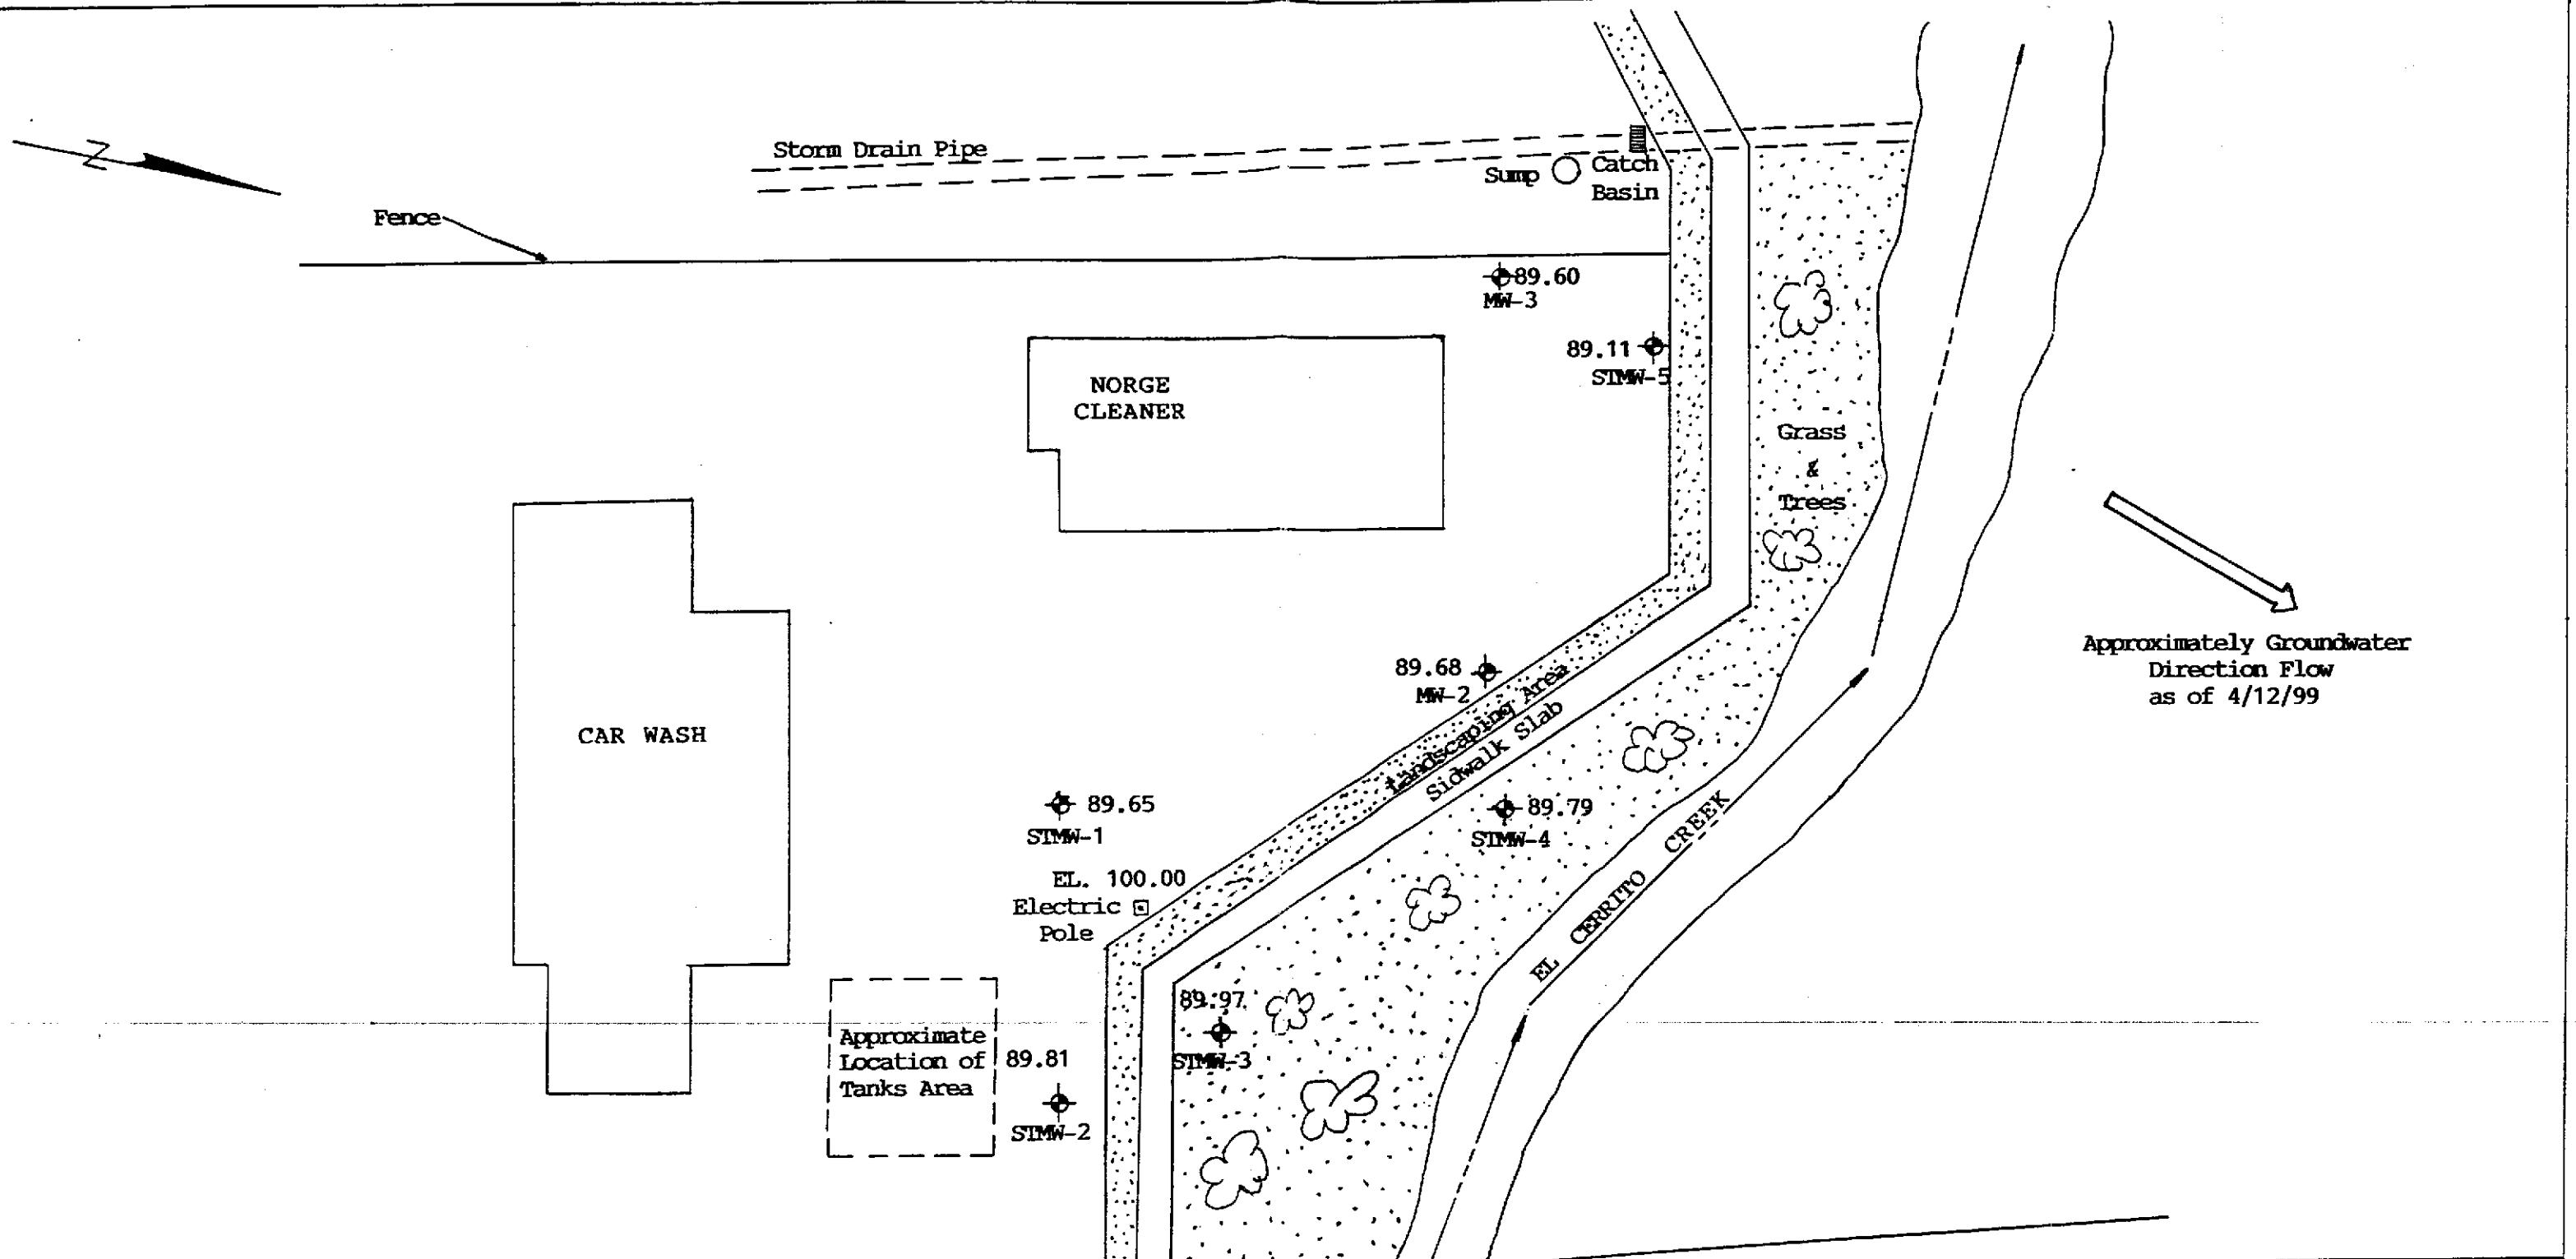 Storm Drain Pipe
N
Fence
Sump
Catch
Basin
89.60
MW-3
89.11
STMW-5
NORGE
CLEANER
Grass
&
Trees
Approximately Groundwater
Direction Flow
as of 4/12/99
89.68
MW-2
Landscaping Area
Sidwalk Slab
CAR WASH
89.65
STMW-1
89.79
STMW-4
EL CERRITO CREEK
EL. 100.00
Electric
Pole
89.97
STMW-3
Approximate
Location of
Tanks Area
89.81
STMW-2